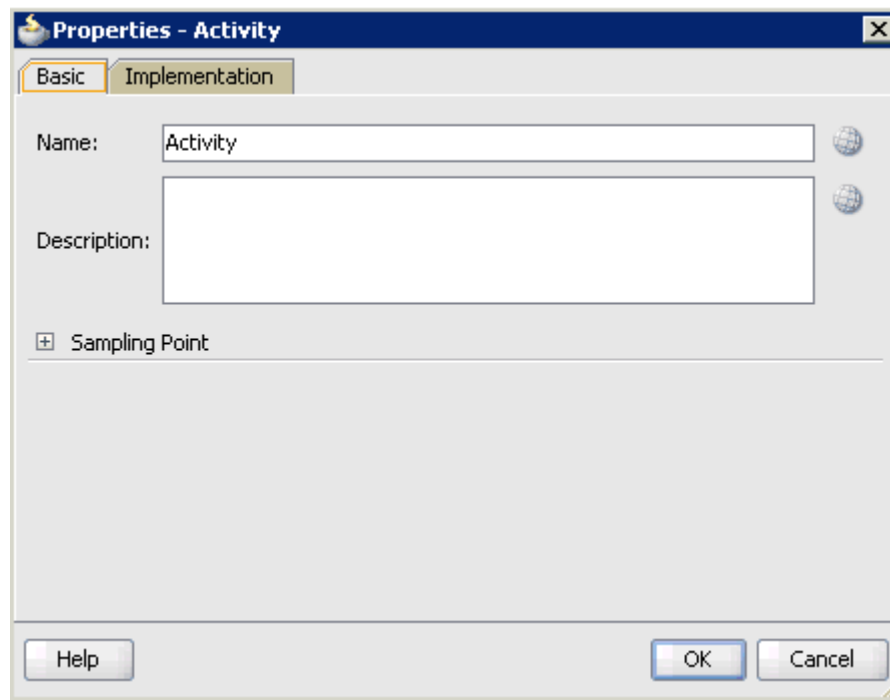 Properties - Activity
Basic Implementation
Name: Activity
Description:
Sampling Point
Help OK Cancel